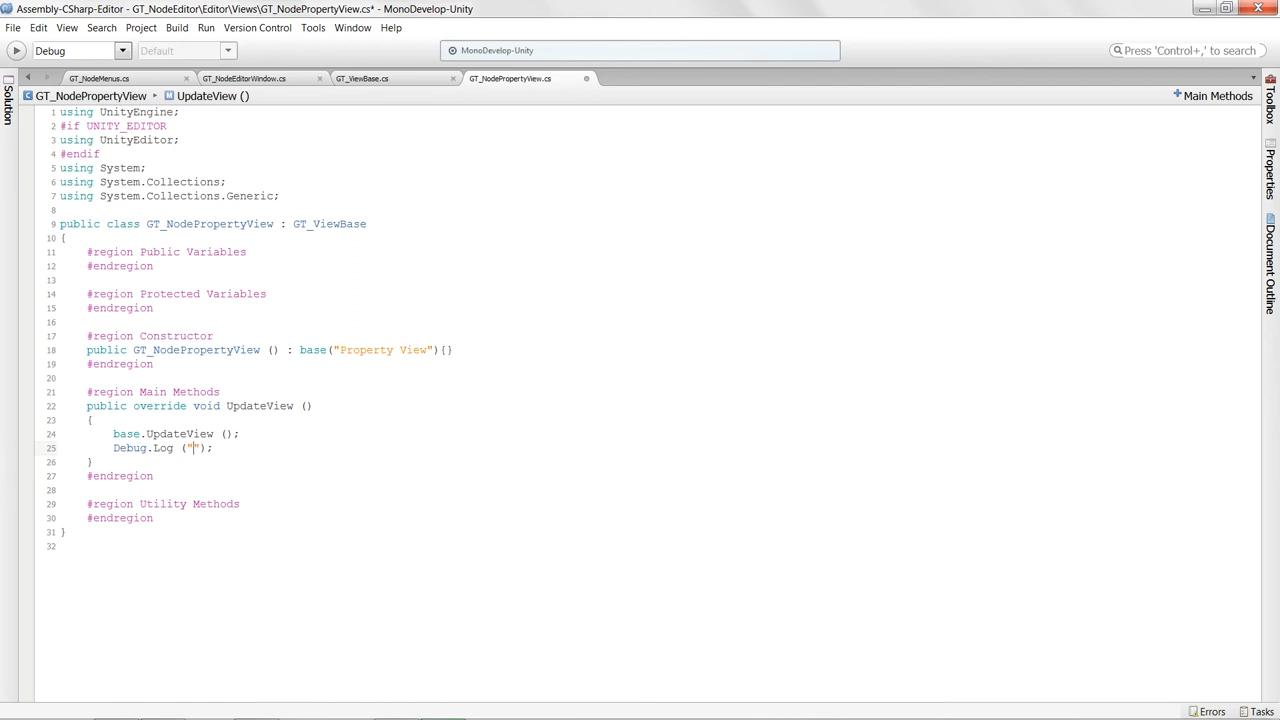 Assembly-CSharp-Editor - GT_NodeEditor\Editor\Views\GT_NodePropertyView.cs* - MonoDevelop-Unity
File Edit View Search Project Build Run Version Control Tools Window Help
Debug Default MonoDevelop-Unity Press 'Control+,' to search
GT_NodeMenus.cs GT_NodeEditorWindow.cs GT_ViewBase.cs GT_NodePropertyView.cs
GT_NodePropertyView UpdateView () Main Methods
Solution
Toolbox
Properties
Document Outline
1 using UnityEngine;
2 #if UNITY_EDITOR
3 using UnityEditor;
4 #endif
5 using System;
6 using System.Collections;
7 using System.Collections.Generic;
8
9 public class GT_NodePropertyView : GT_ViewBase
10 {
11 #region Public Variables
12 #endregion
13
14 #region Protected Variables
15 #endregion
16
17 #region Constructor
18 public GT_NodePropertyView () : base("Property View"){}
19 #endregion
20
21 #region Main Methods
22 public override void UpdateView ()
23 {
24 base.UpdateView ();
25 Debug.Log ("");
26 }
27 #endregion
28
29 #region Utility Methods
30 #endregion
31 }
32
Errors Tasks